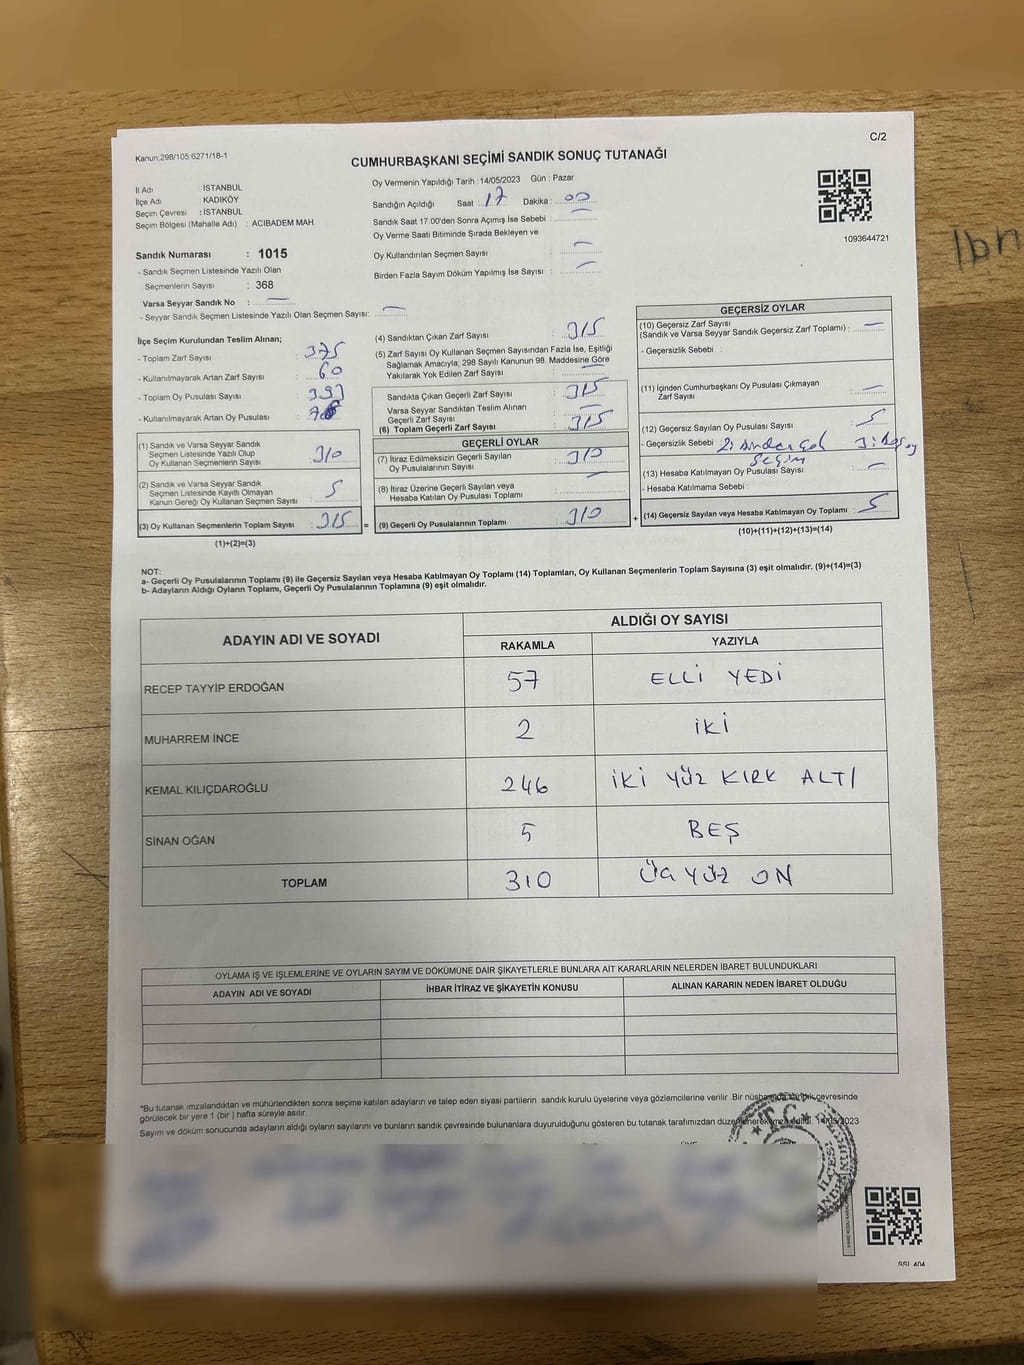 C/2
Kanun,298/105;6271/18-1
CUMHURBAŞKANI SEÇİMİ SANDIK SONUÇ TUTANAĞI
İl Adı : İSTANBUL
İlçe Adı : KADIKÖY
Seçim Çevresi : İSTANBUL
Seçim Bölgesi (Mahalle Adı) : ACIBADEM MAH.
Oy Vermenin Yapıldığı Tarih :14/05/2023 Gün : Pazar
Sandığın Açıldığı Saat : 17 Dakika : 00
Sandık Saat 17:00'den Sonra Açımış İse Sebebi : —
Oy Verme Saati Bitiminde Sırada Bekleyen ve
Oy Kullandırılan Seçmen Sayısı : —
Birden Fazla Sayım Döküm Yapılmış İse Sayısı : —
1093644721
Sandık Numarası : 1015
- Sandık Seçmen Listesinde Yazılı Olan
Seçmenlerin Sayısı : 368
Varsa Seyyar Sandık No : —
- Seyyar Sandık Seçmen Listesinde Yazılı Olan Seçmen Sayısı: —
İlçe Seçim Kurulundan Teslim Alınan;
- Toplam Zarf Sayısı : 375
- Kullanılmayarak Artan Zarf Sayısı : 60
- Toplam Oy Pusulası Sayısı : 393
- Kullanılmayarak Artan Oy Pusulası :
(1) Sandık ve Varsa Seyyar Sandık
Seçmen Listesinde Yazılı Olup
Oy Kullanan Seçmenlerin Sayısı : 310
(2) Sandık ve Varsa Seyyar Sandık
Seçmen Listesinde Kayıtlı Olmayan
Kanun Gereği Oy Kullanan Seçmen Sayısı : 5
(3) Oy Kullanan Seçmenlerin Toplam Sayısı : 315 =
(1)+(2)=(3)
(4) Sandıktan Çıkan Zarf Sayısı : 315
(5) Zarf Sayısı Oy Kullanan Seçmen Sayısından Fazla İse, Eşitliği
Sağlamak Amacıyla; 298 Sayılı Kanunun 98. Maddesine Göre
Yakılarak Yok Edilen Zarf Sayısı : —
Sandıkta Çıkan Geçerli Zarf Sayısı : 315
Varsa Seyyar Sandıktan Teslim Alınan
Geçerli Zarf Sayısı : —
(6) Toplam Geçerli Zarf Sayısı : 315
GEÇERLİ OYLAR
(7) İtiraz Edilmeksizin Geçerli Sayılan
Oy Pusulalarının Sayısı : 310
(8) İtiraz Üzerine Geçerli Sayılan veya
Hesaba Katılan Oy Pusulası Toplamı : —
(9) Geçerli Oy Pusulalarının Toplamı : 310 +
GEÇERSİZ OYLAR
(10) Geçersiz Zarf Sayısı
(Sandık ve Varsa Seyyar Sandık Geçersiz Zarf Toplamı) : —
- Geçersizlik Sebebi :
(11) İçinden Cumhurbaşkanı Oy Pusulası Çıkmayan
Zarf Sayısı : —
(12) Geçersiz Sayılan Oy Pusulası Sayısı : 5
- Geçersizlik Sebebi : 2: birden çok 3: boş oy
seçim
(13) Hesaba Katılmayan Oy Pusulası Sayısı : —
- Hesaba Katılmama Sebebi :
(14) Geçersiz Sayılan veya Hesaba Katılmayan Oy Toplamı : 5
(10)+(11)+(12)+(13)=(14)
NOT:
a- Geçerli Oy Pusulalarının Toplamı (9) ile Geçersiz Sayılan veya Hesaba Katılmayan Oy Toplamı (14) Toplamları, Oy Kullanan Seçmenlerin Toplam Sayısına (3) eşit olmalıdır. (9)+(14)=(3)
b- Adayların Aldığı Oyların Toplamı, Geçerli Oy Pusulalarının Toplamına (9) eşit olmalıdır.
ADAYIN ADI VE SOYADI ALDIĞI OY SAYISI
RAKAMLA YAZIYLA
RECEP TAYYİP ERDOĞAN 57 ELLİ YEDİ
MUHARREM İNCE 2 İKİ
KEMAL KILIÇDAROĞLU 246 İKİ YÜZ KIRK ALTI
SİNAN OĞAN 5 BEŞ
TOPLAM 310 ÜÇ YÜZ ON
OYLAMA İŞ VE İŞLEMLERİNE VE OYLARIN SAYIM VE DÖKÜMÜNE DAİR ŞİKAYETLERLE BUNLARA AİT KARARLARIN NELERDEN İBARET BULUNDUKLARI
ADAYIN ADI VE SOYADI İHBAR İTİRAZ VE ŞİKAYETİN KONUSU ALINAN KARARIN NEDEN İBARET OLDUĞU
*Bu tutanak imzalandıktan ve mühürlendikten sonra seçime katılan adayların ve talep eden siyasi partilerin sandık kurulu üyelerine veya gözlemcilerine verilir. Bir nüshası da sandık çevresinde
görülecek bir yere 1 (bir ) hafta süreyle asılır.
Sayım ve döküm sonucunda adayların aldığı oyların sayılarını ve bunların sandık çevresinde bulunanlara duyurulduğunu gösteren bu tutanak tarafımızdan düzenlenerek imza edildi. 14/05/2023
T.C.